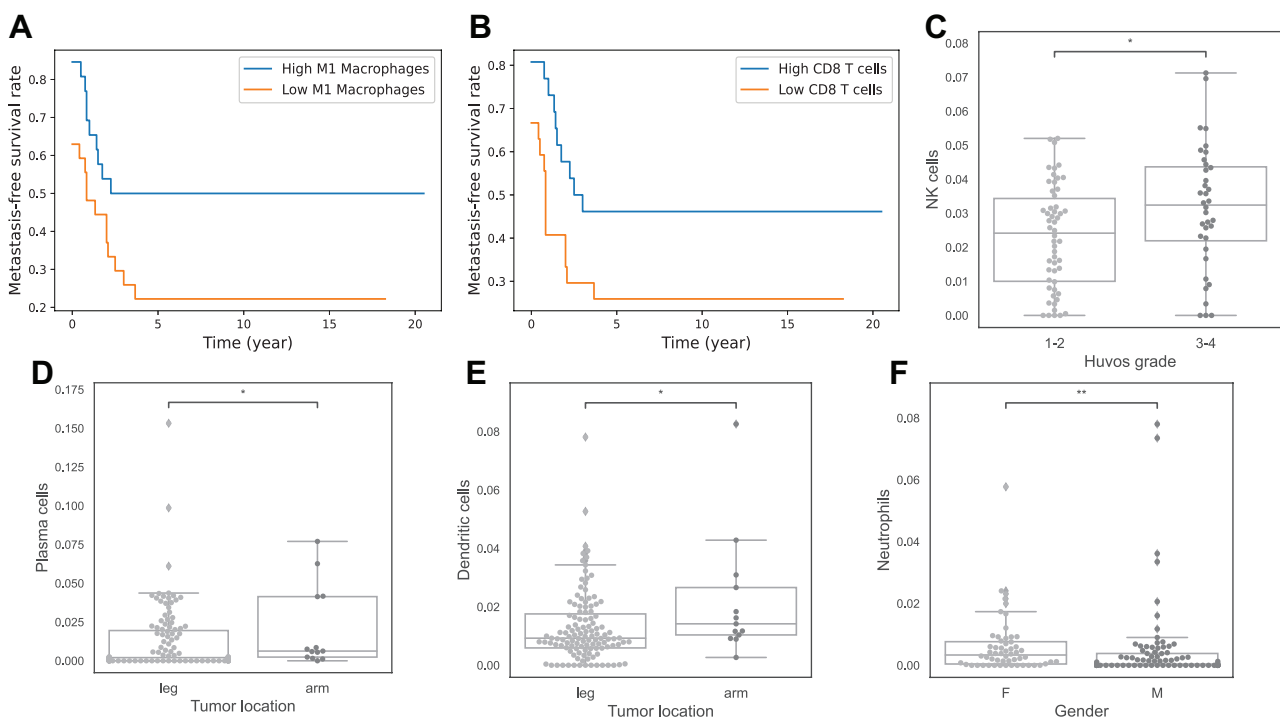 A
Metastasis-free survival rate
0.8
0.7
0.6
0.5
0.4
0.3
0.2
High M1 Macrophages
Low M1 Macrophages
0 5 10 15 20
Time (year)
B
Metastasis-free survival rate
0.8
0.7
0.6
0.5
0.4
0.3
High CD8 T cells
Low CD8 T cells
0 5 10 15 20
Time (year)
C
NK cells
0.08
0.07
0.06
0.05
0.04
0.03
0.02
0.01
0.00
*
1-2 3-4
Huvos grade
D
Plasma cells
0.175
0.150
0.125
0.100
0.075
0.050
0.025
0.000
*
leg arm
Tumor location
E
Dendritic cells
0.08
0.06
0.04
0.02
0.00
*
leg arm
Tumor location
F
Neutrophils
0.08
0.06
0.04
0.02
0.00
**
F M
Gender